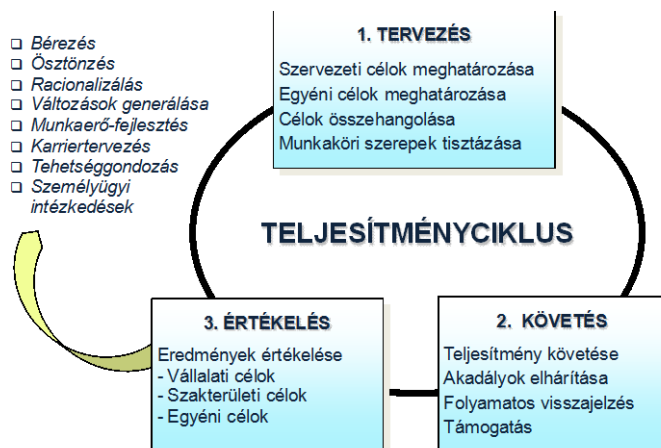 ❑ Bérezés
❑ Ösztönzés
❑ Racionalizálás
❑ Változások generálása
❑ Munkaerő-fejlesztés
❑ Karriertervezés
❑ Tehetséggondozás
❑ Személyügyi
intézkedések
1. TERVEZÉS
Szervezeti célok meghatározása
Egyéni célok meghatározása
Célok összehangolása
Munkaköri szerepek tisztázása
TELJESÍTMÉNYCIKLUS
3. ÉRTÉKELÉS
Eredmények értékelése
- Vállalati célok
- Szakterületi célok
- Egyéni célok
2. KÖVETÉS
Teljesítmény követése
Akadályok elhárítása
Folyamatos visszajelzés
Támogatás